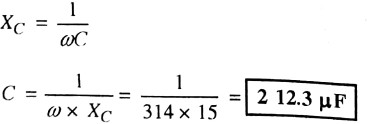 X_C = 1/ωC
C = 1/(ω × X_C) = 1/(314 × 15) = 2 12.3 μF